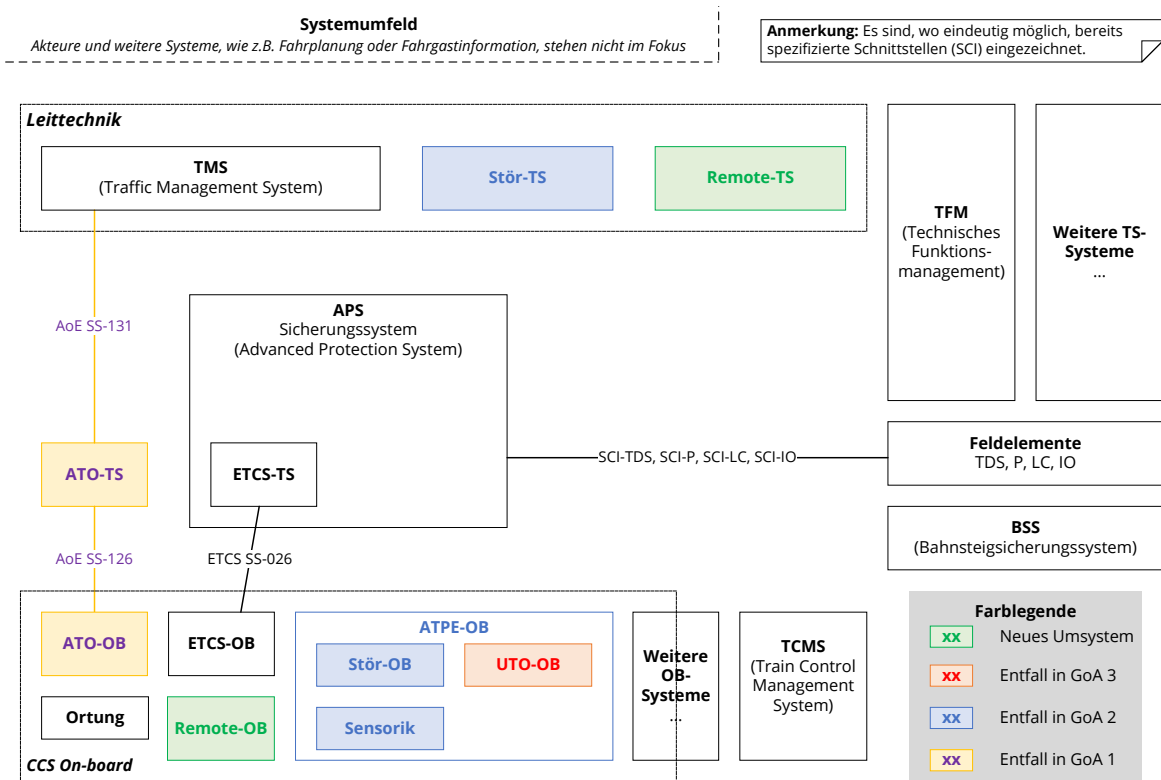 Systemumfeld
Akteure und weitere Systeme, wie z.B. Fahrplanung oder Fahrgastinformation, stehen nicht im Fokus
Anmerkung: Es sind, wo eindeutig möglich, bereits
spezifizierte Schnittstellen (SCI) eingezeichnet.
Leittechnik
TMS
(Traffic Management System)
Stör-TS
Remote-TS
TFM
(Technisches
Funktions-
management)
Weitere TS-
Systeme
...
APS
Sicherungssystem
(Advanced Protection System)
AoE SS-131
ATO-TS
ETCS-TS
SCI-TDS, SCI-P, SCI-LC, SCI-IO
Feldelemente
TDS, P, LC, IO
BSS
(Bahnsteigsicherungssystem)
AoE SS-126
ETCS SS-026
ATO-OB
ETCS-OB
ATPE-OB
Stör-OB
UTO-OB
Sensorik
Ortung
Remote-OB
CCS On-board
Weitere
OB-
Systeme
...
TCMS
(Train Control
Management
System)
Farblegende
xx Neues Umsystem
xx Entfall in GoA 3
xx Entfall in GoA 2
xx Entfall in GoA 1